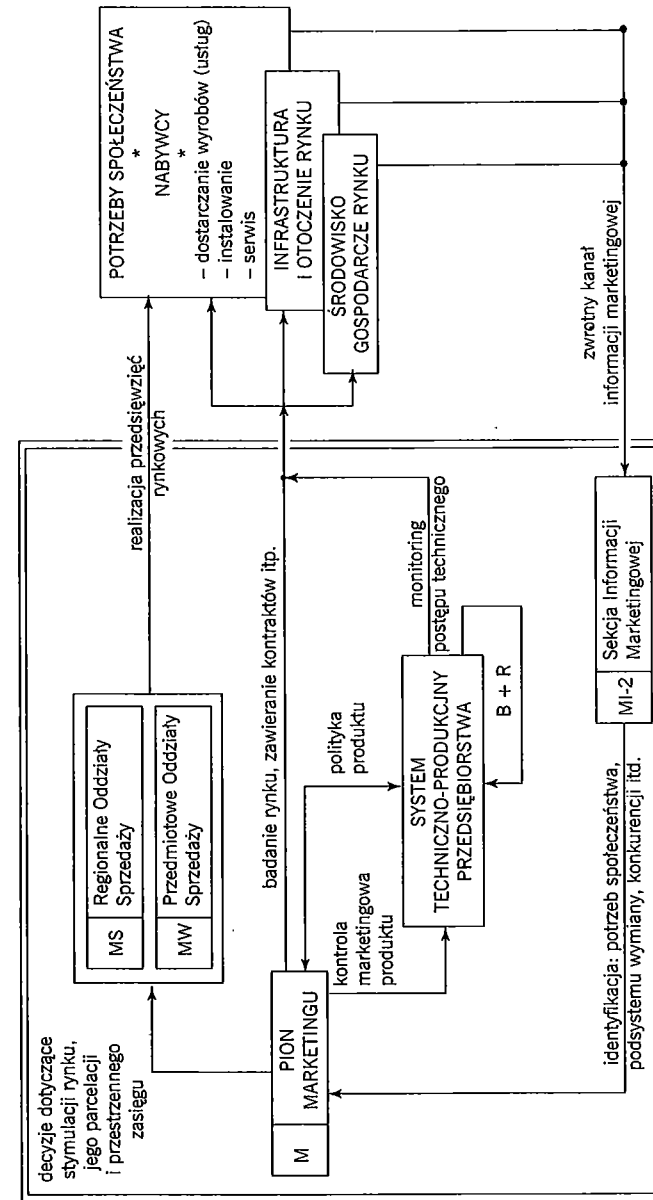 decyzje dotyczące
stymulacji rynku,
jego parcelacji
i przestrzennego
zasięgu
MS
Regionalne Oddziały
Sprzedaży
MW
Przedmiotowe Oddziały
Sprzedaży
realizacja przedsięwzięć
rynkowych
POTRZEBY SPOŁECZEŃSTWA
*
NABYWCY
*
– dostarczanie wyrobów (usług)
– instalowanie
– serwis
INFRASTRUKTURA
I OTOCZENIE RYNKU
ŚRODOWISKO
GOSPODARCZE RYNKU
M
PION
MARKETINGU
badanie rynku, zawieranie kontraktów itp.
kontrola
marketingowa
produktu
polityka
produktu
monitoring
postępu technicznego
SYSTEM
TECHNICZNO-PRODUKCYJNY
PRZEDSIĘBIORSTWA
B + R
identyfikacja: potrzeb społeczeństwa,
podsystemu wymiany, konkurencji itd.
MI-2
Sekcja Informacji
Marketingowej
zwrotny kanał
informacji marketingowej